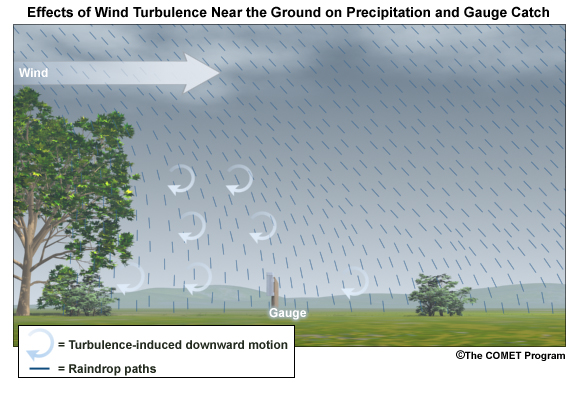 Effects of Wind Turbulence Near the Ground on Precipitation and Gauge Catch
Wind
Gauge
= Turbulence-induced downward motion
= Raindrop paths
©The COMET Program